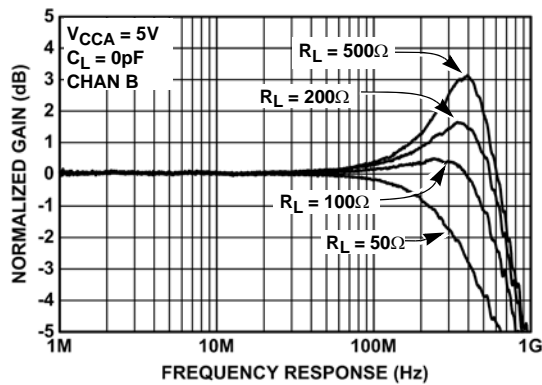 NORMALIZED GAIN (dB)
5
4
3
2
1
0
-1
-2
-3
-4
-5
VCCA = 5V
CL = 0pF
CHAN B
RL = 500Ω
RL = 200Ω
RL = 100Ω
RL = 50Ω
1M
10M
100M
1G
FREQUENCY RESPONSE (Hz)